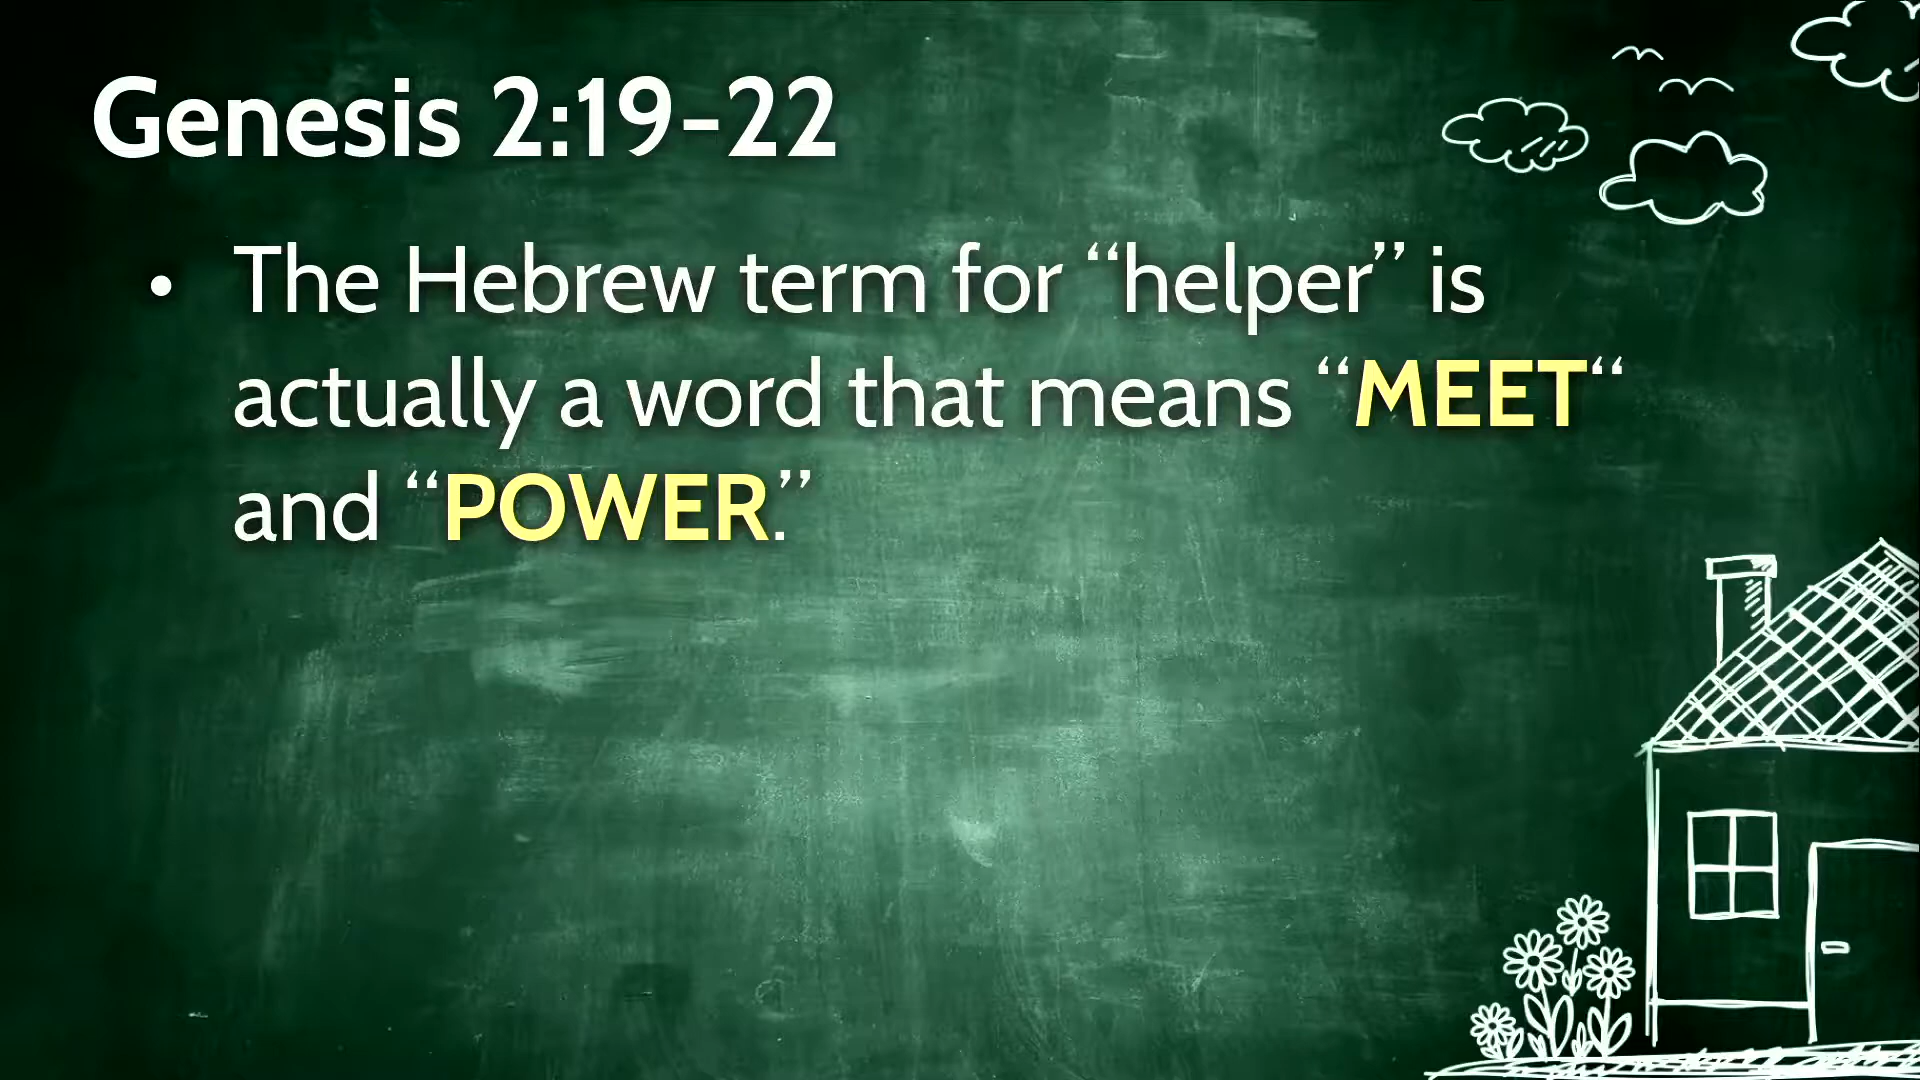 Genesis 2:19-22
• The Hebrew term for “helper” is
actually a word that means “MEET“
and “POWER.”